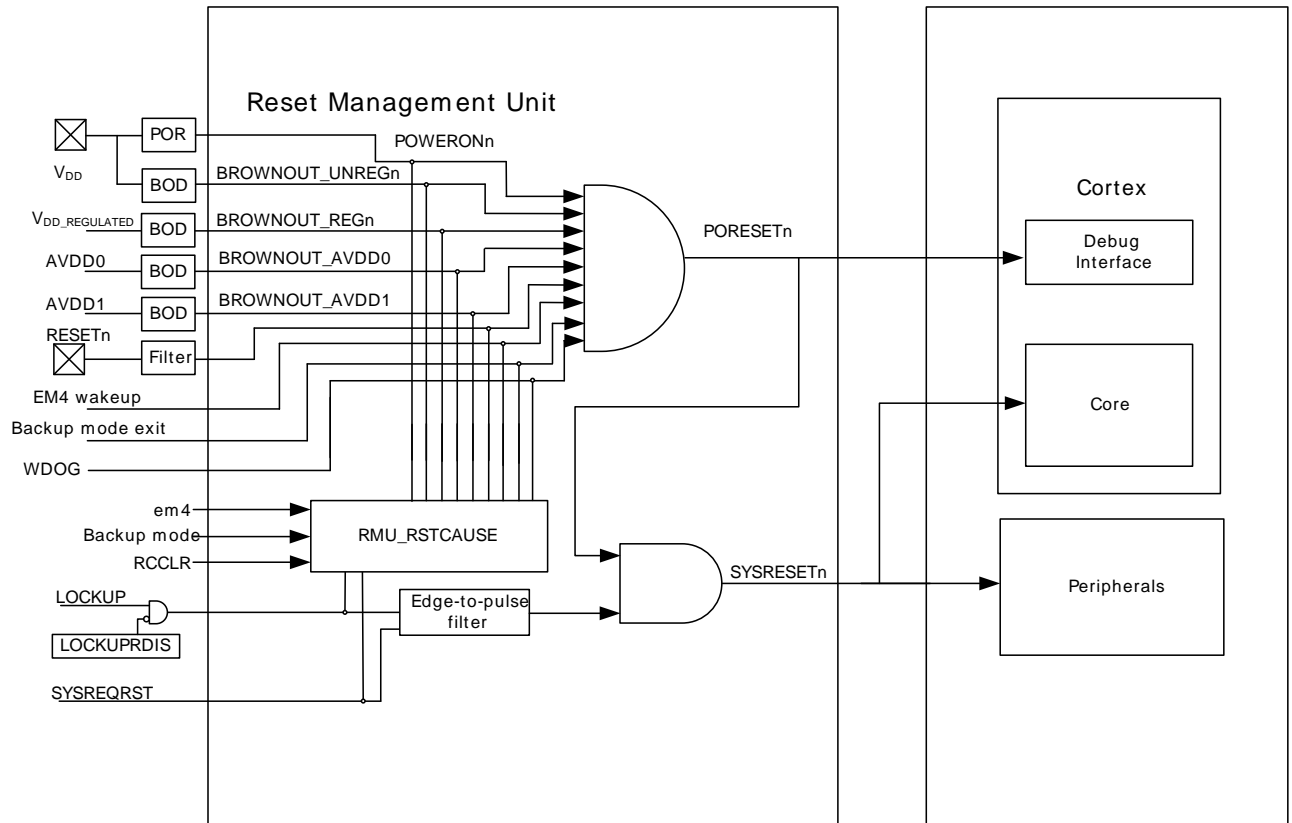 Reset Management Unit
POR
POWERONn
VDD
BOD
BROWNOUT_UNREGn
VDD_REGULATED
BOD
BROWNOUT_REGn
AVDD0
BOD
BROWNOUT_AVDD0
AVDD1
BOD
BROWNOUT_AVDD1
RESETn
Filter
EM4 wakeup
Backup mode exit
WDOG
em4
Backup mode
RCCLR
RMU_RSTCAUSE
LOCKUP
LOCKUPRDIS
Edge-to-pulse
filter
SYSREQRST
PORESETn
SYSRESETn
Cortex
Debug
Interface
Core
Peripherals